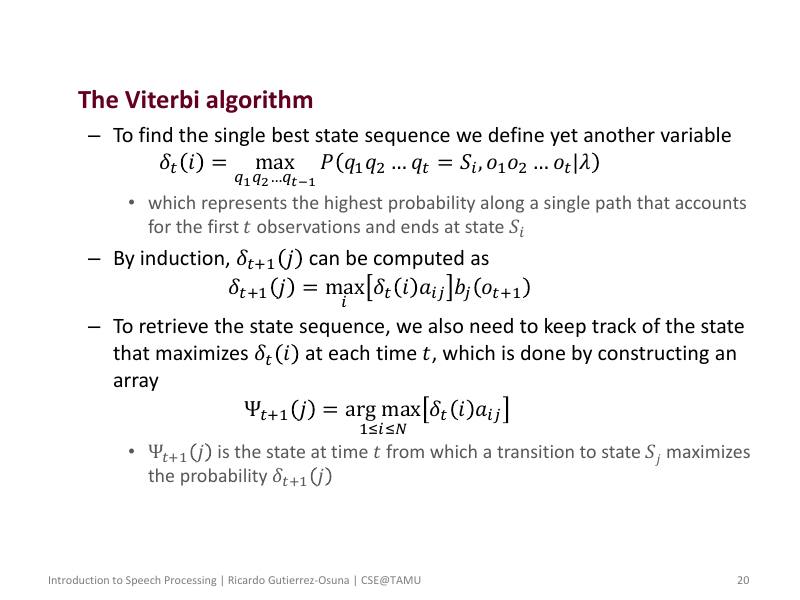 The Viterbi algorithm
– To find the single best state sequence we define yet another variable
δ_t(i) = max_{q_1 q_2 … q_{t−1}} P(q_1 q_2 … q_t = S_i, o_1 o_2 … o_t|λ)
• which represents the highest probability along a single path that accounts
for the first t observations and ends at state S_i
– By induction, δ_{t+1}(j) can be computed as
δ_{t+1}(j) = max_i [δ_t(i)a_{ij}] b_j(o_{t+1})
– To retrieve the state sequence, we also need to keep track of the state
that maximizes δ_t(i) at each time t, which is done by constructing an
array
Ψ_{t+1}(j) = arg max_{1≤i≤N} [δ_t(i)a_{ij}]
• Ψ_{t+1}(j) is the state at time t from which a transition to state S_j maximizes
the probability δ_{t+1}(j)
Introduction to Speech Processing | Ricardo Gutierrez-Osuna | CSE@TAMU 20